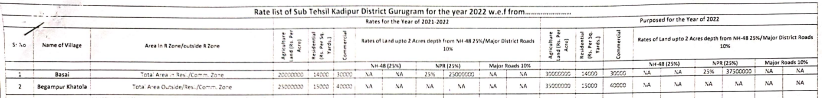 Rate list of Sub Tehsil Kadipur District Gurugram for the year 2022 w.e.f from
Rates for the Year of 2021-2022 Purposed for the Year of 2022
Sr No Name of Village Area in R Zone/outside R Zone Agriculture Land (Rs. Per Acre) Residential (Rs. Per Sq. Yards.) Commercial Rates of Land upto 2 Acres depth from NH-48 25%/Major District Roads 10% Agriculture Land (Rs. Per Acre) Residential (Rs. Per Sq. Yards.) Commercial Rates of Land upto 2 Acres depth from NH-48 25%/Major District Roads 10%
NH-48 (25%) NPR (25%) Major Roads 10% NH-48 (25%) NPR (25%) Major Roads 10%
1 Basai Total Area in Res./Comm. Zone 20000000 14000 30000 NA NA 25% 25000000 NA NA 30000000 14000 30000 NA NA 25% 37500000 NA NA
2 Begampur Khatola Total Area Outside/Res./Comm. Zone 25000000 15000 40000 NA NA NA NA NA NA 35000000 15000 40000 NA NA NA NA NA NA